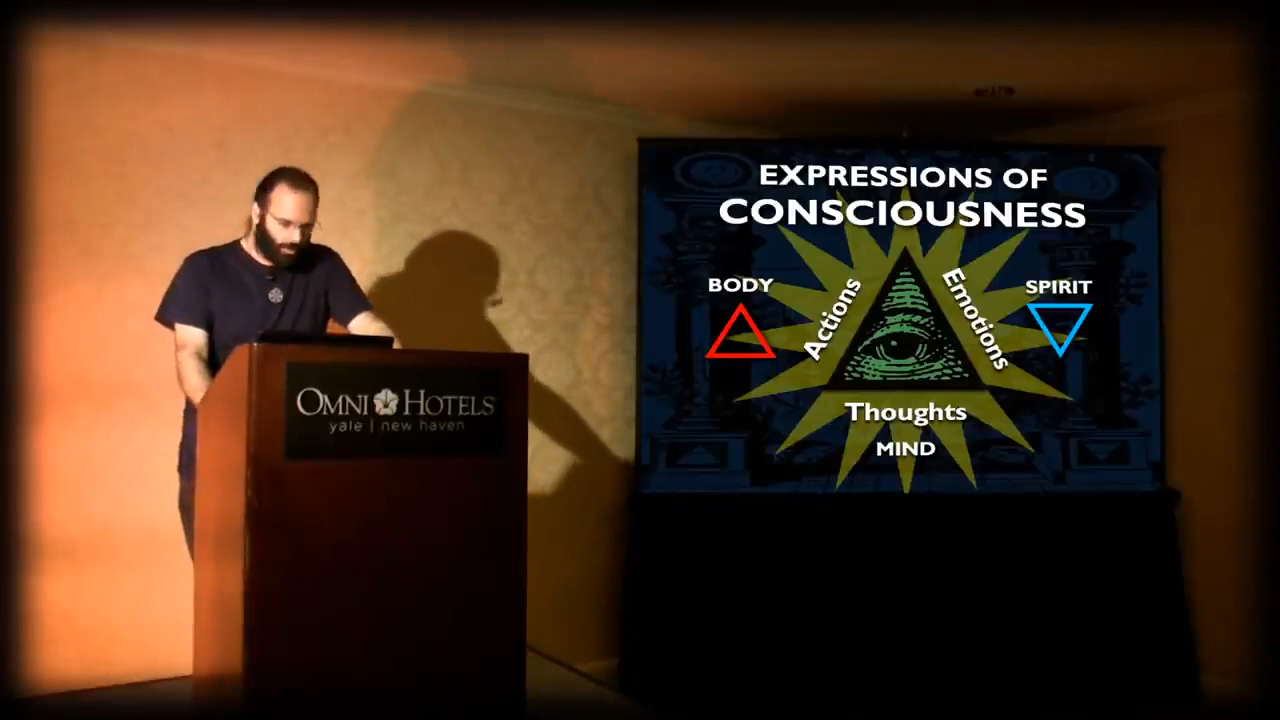 EXPRESSIONS OF
CONSCIOUSNESS
BODY
SPIRIT
Actions
Emotions
Thoughts
MIND
OMNI HOTELS
yale | new haven